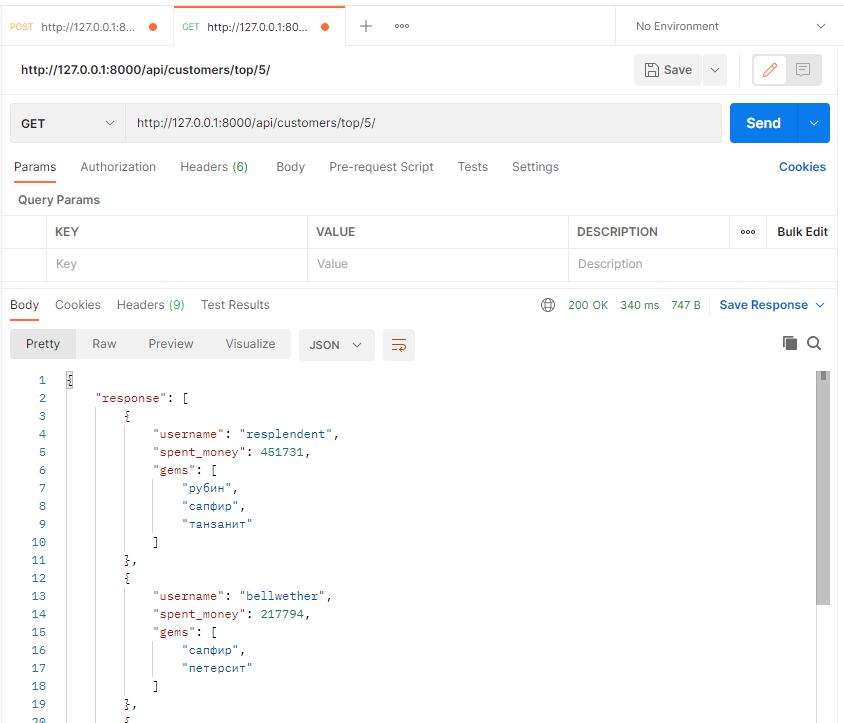 POST http://127.0.0.1:8... GET http://127.0.0.1:80... No Environment
http://127.0.0.1:8000/api/customers/top/5/ Save
GET http://127.0.0.1:8000/api/customers/top/5/ Send
Params Authorization Headers (6) Body Pre-request Script Tests Settings Cookies
Query Params
KEY VALUE DESCRIPTION Bulk Edit
Key Value Description
Body Cookies Headers (9) Test Results 200 OK 340 ms 747 B Save Response
Pretty Raw Preview Visualize JSON
1 {
2 "response": [
3 {
4 "username": "resplendent",
5 "spent_money": 451731,
6 "gems": [
7 "рубин",
8 "сапфир",
9 "танзанит"
10 ]
11 },
12 {
13 "username": "bellwether",
14 "spent_money": 217794,
15 "gems": [
16 "сапфир",
17 "петерсит"
18 ]
19 },
20 {